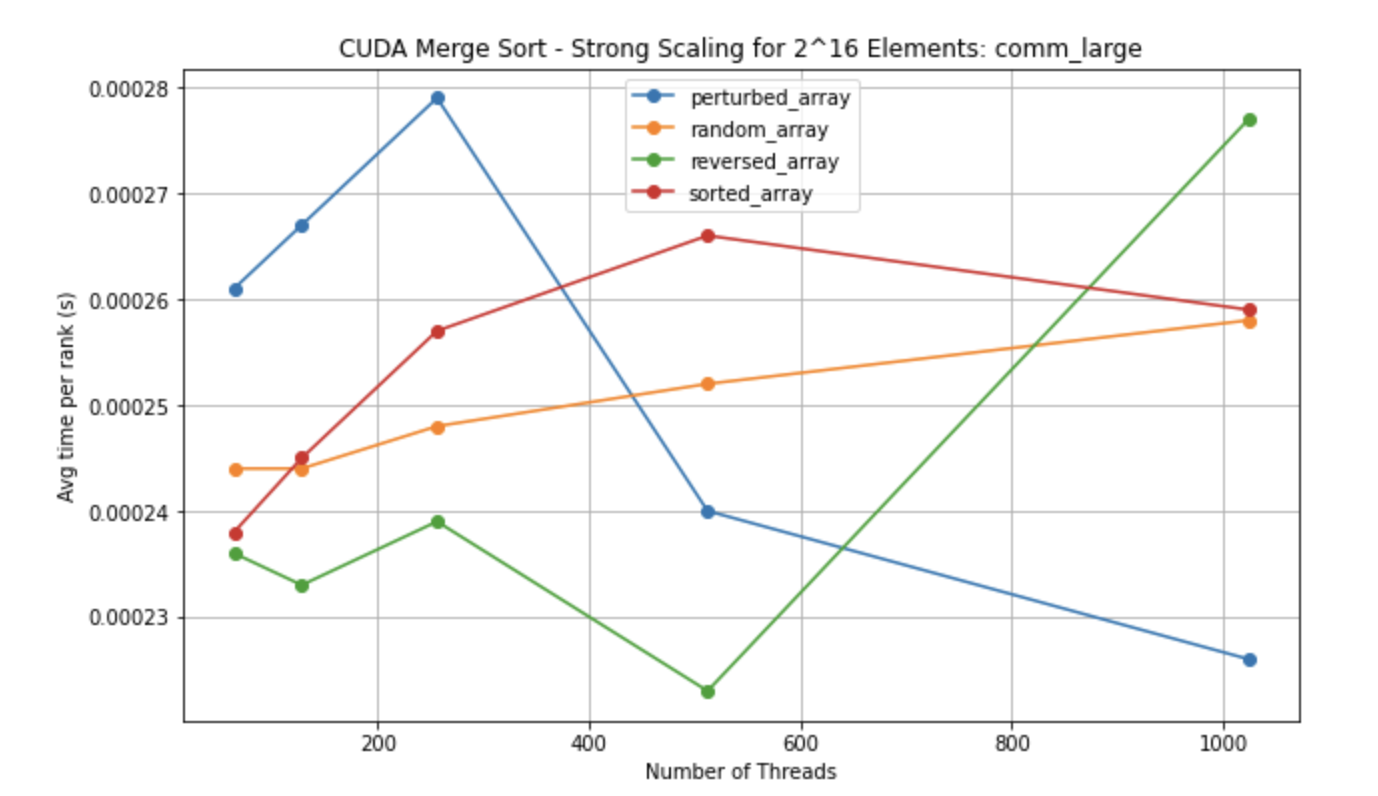 CUDA Merge Sort - Strong Scaling for 2^16 Elements: comm_large
0.00028
0.00027
0.00026
0.00025
0.00024
0.00023
Avg time per rank (s)
perturbed_array
random_array
reversed_array
sorted_array
200 400 600 800 1000
Number of Threads